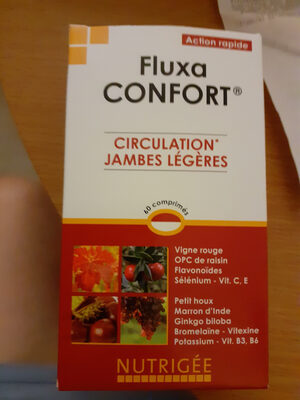 Action rapide
Fluxa
CONFORT®
CIRCULATION*
JAMBES LÉGÈRES
60 comprimés
Vigne rouge
OPC de raisin
Flavonoïdes
Sélénium - Vit. C, E
Petit houx
Marron d'Inde
Ginkgo biloba
Bromelaïne - Vitexine
Potassium - Vit. B3, B6
NUTRIGÉE